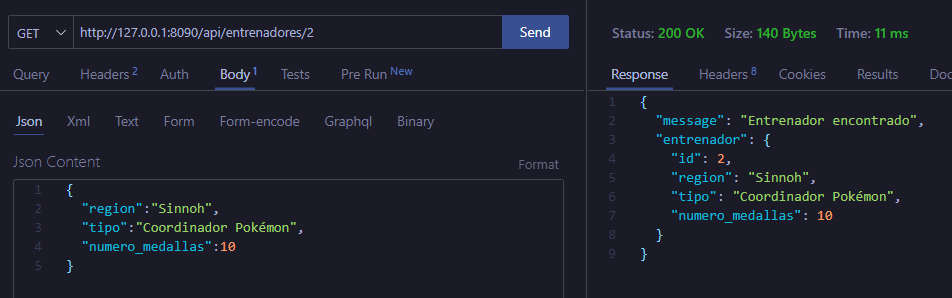 GET http://127.0.0.1:8090/api/entrenadores/2 Send
Query Headers 2 Auth Body 1 Tests Pre Run New
Json Xml Text Form Form-encode Graphql Binary
Json Content Format
1 {
2 "region":"Sinnoh",
3 "tipo":"Coordinador Pokémon",
4 "numero_medallas":10
5 }
Status: 200 OK Size: 140 Bytes Time: 11 ms
Response Headers 8 Cookies Results Doc
1 {
2 "message": "Entrenador encontrado",
3 "entrenador": {
4 "id": 2,
5 "region": "Sinnoh",
6 "tipo": "Coordinador Pokémon",
7 "numero_medallas": 10
8 }
9 }